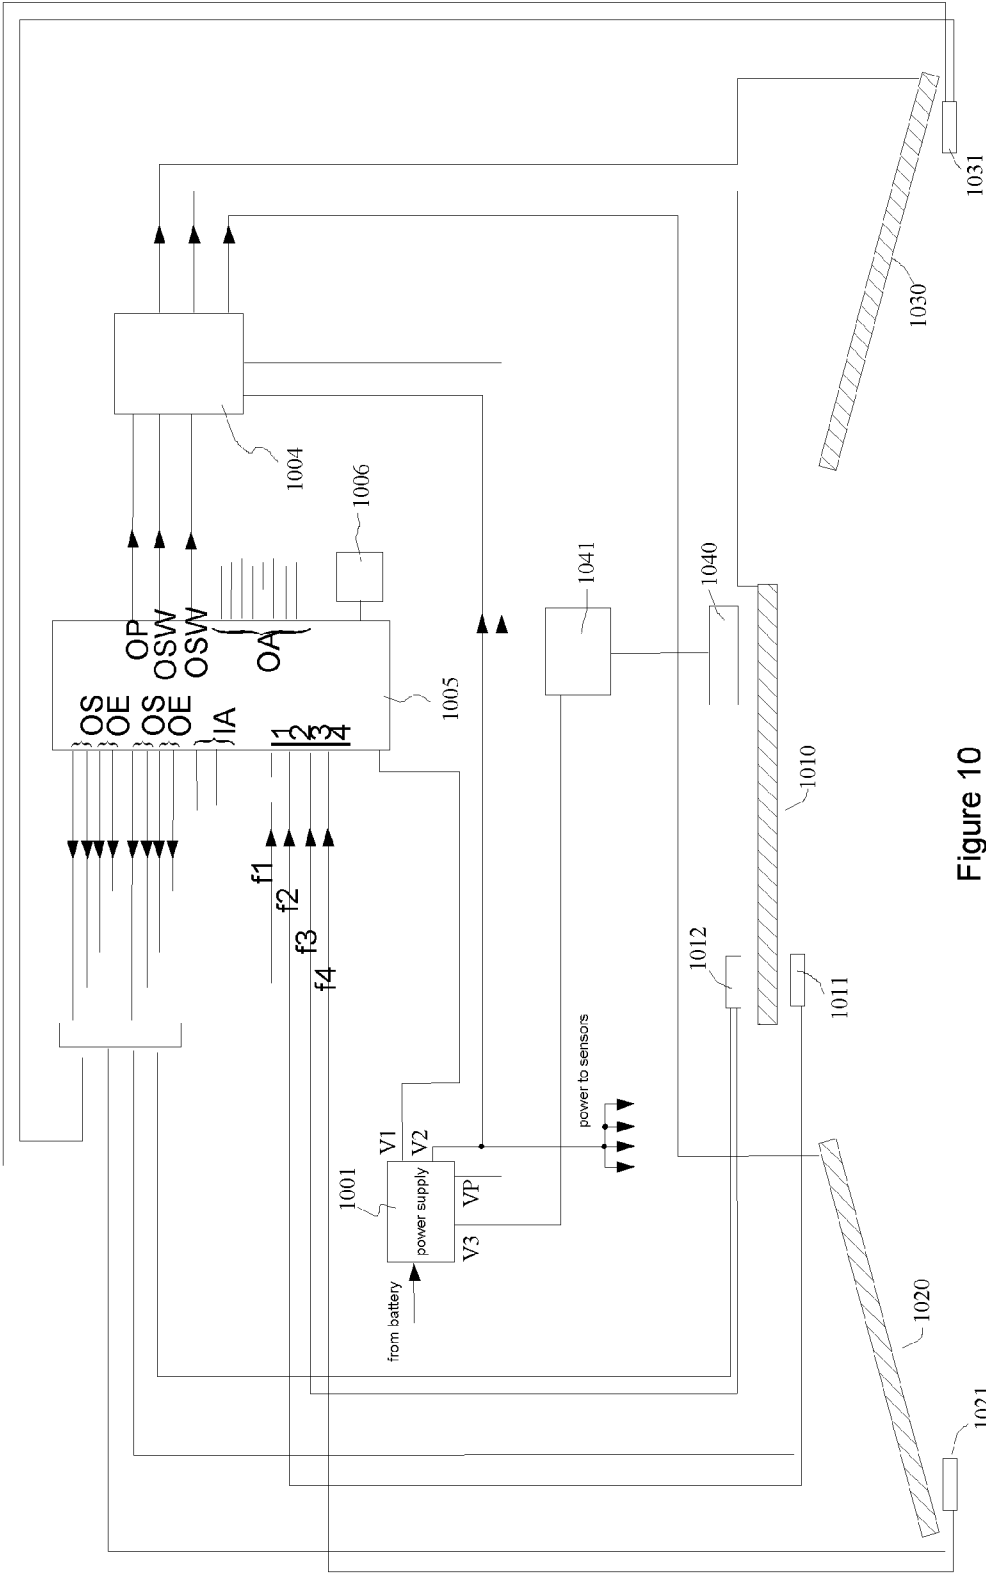 OS
OE
OS
OE
IA
1
2
3
4
OP
OSW
OSW
OA
1005
1004
1006
f1
f2
f3
f4
from battery
power supply
1001
V1
V2
V3
VP
power to sensors
1041
1040
1012
1011
1010
1020
1021
1030
1031
Figure 10